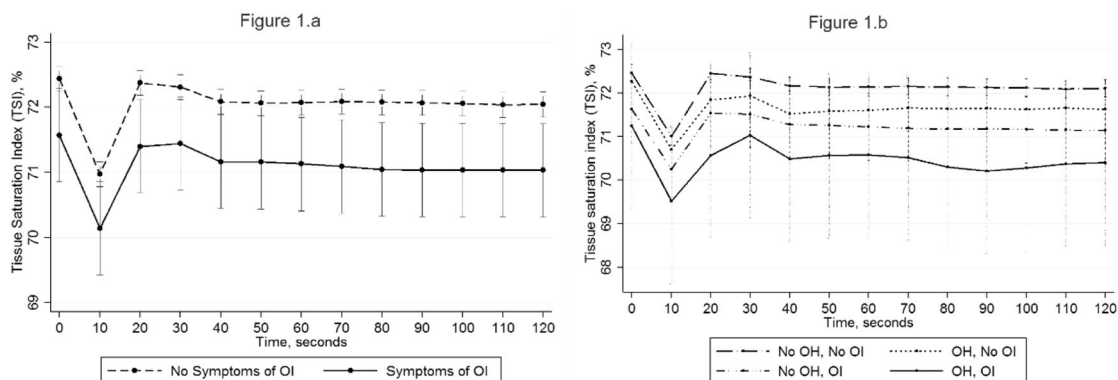 Figure 1.a
Tissue Saturation Index (TSI), %
73
72
71
70
69
0 10 20 30 40 50 60 70 80 90 100 110 120
Time, seconds
No Symptoms of OI Symptoms of OI
Figure 1.b
Tissue saturation Index (TSI), %
73
72
71
70
69
68
0 10 20 30 40 50 60 70 80 90 100 110 120
Time, seconds
No OH, No OI OH, No OI
No OH, OI OH, OI